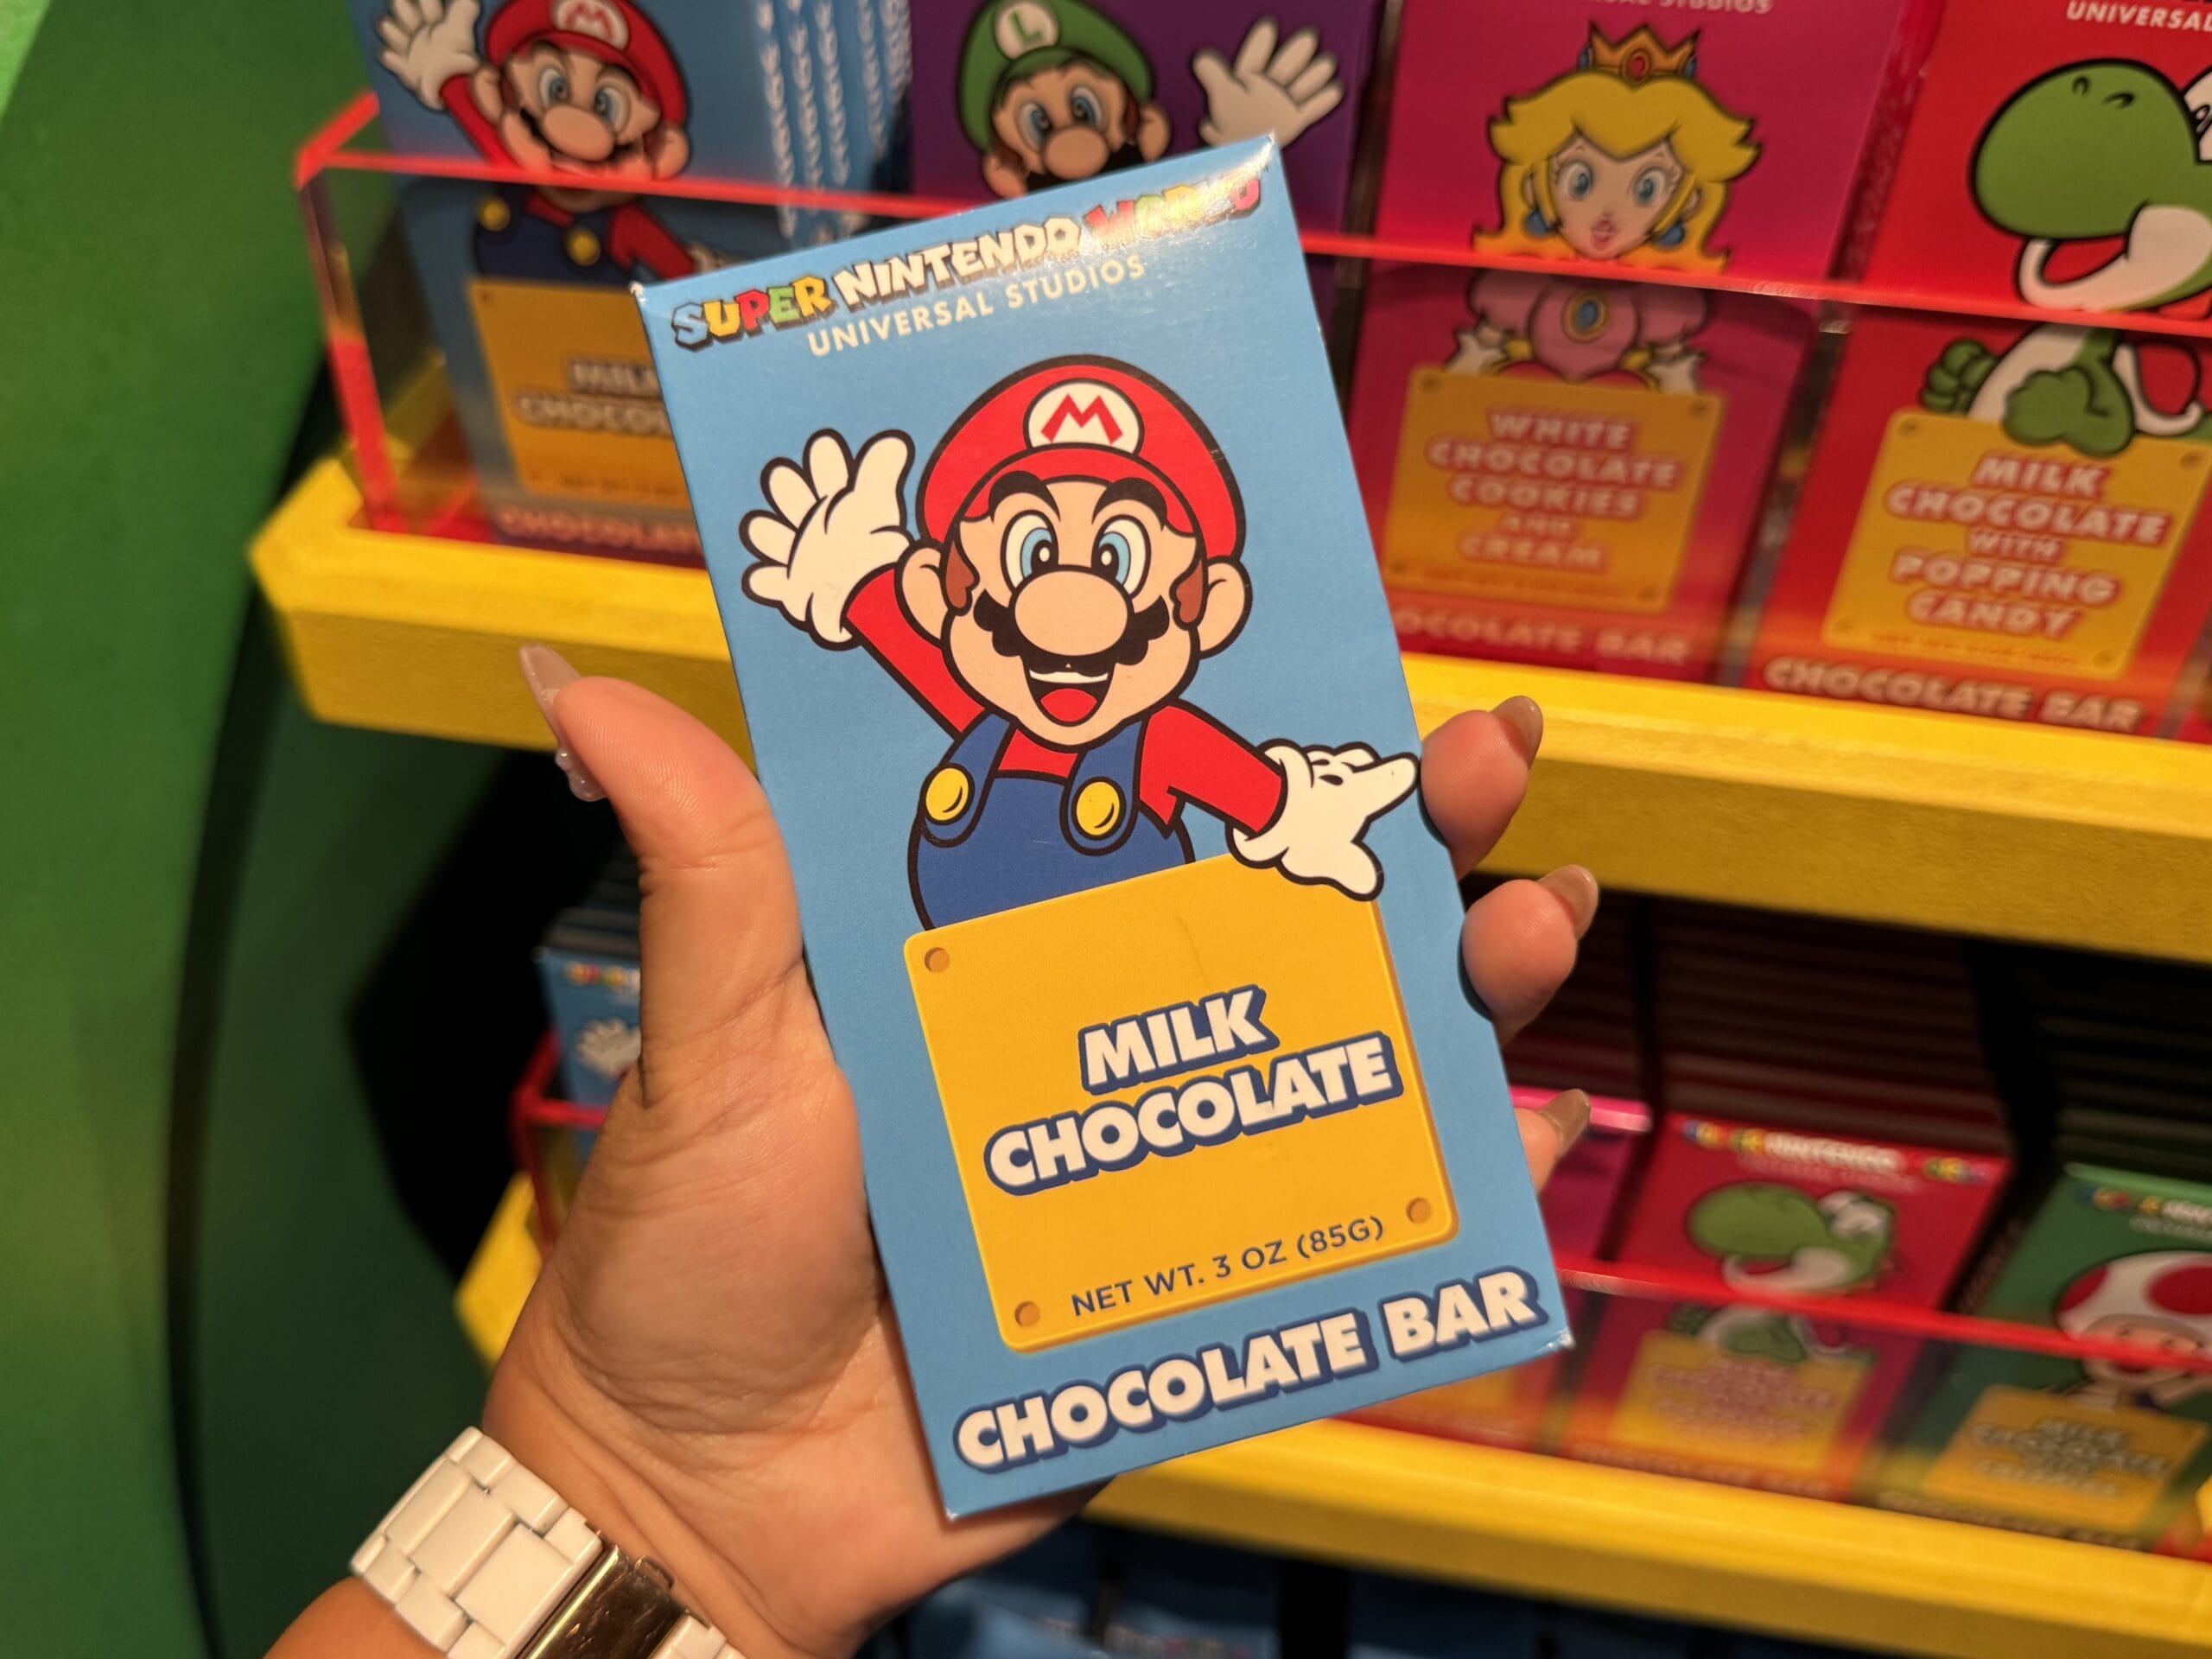 SUPER NINTENDO WORLD
UNIVERSAL STUDIOS
M
MILK
CHOCOLATE
NET WT. 3 OZ (85G)
CHOCOLATE BAR
M
L
UNIVERSAL
WHITE
CHOCOLATE
COOKIES
AND
CREAM
CHOCOLATE BAR
MILK
CHOCOLATE
WITH
POPPING
CANDY
CHOCOLATE BAR